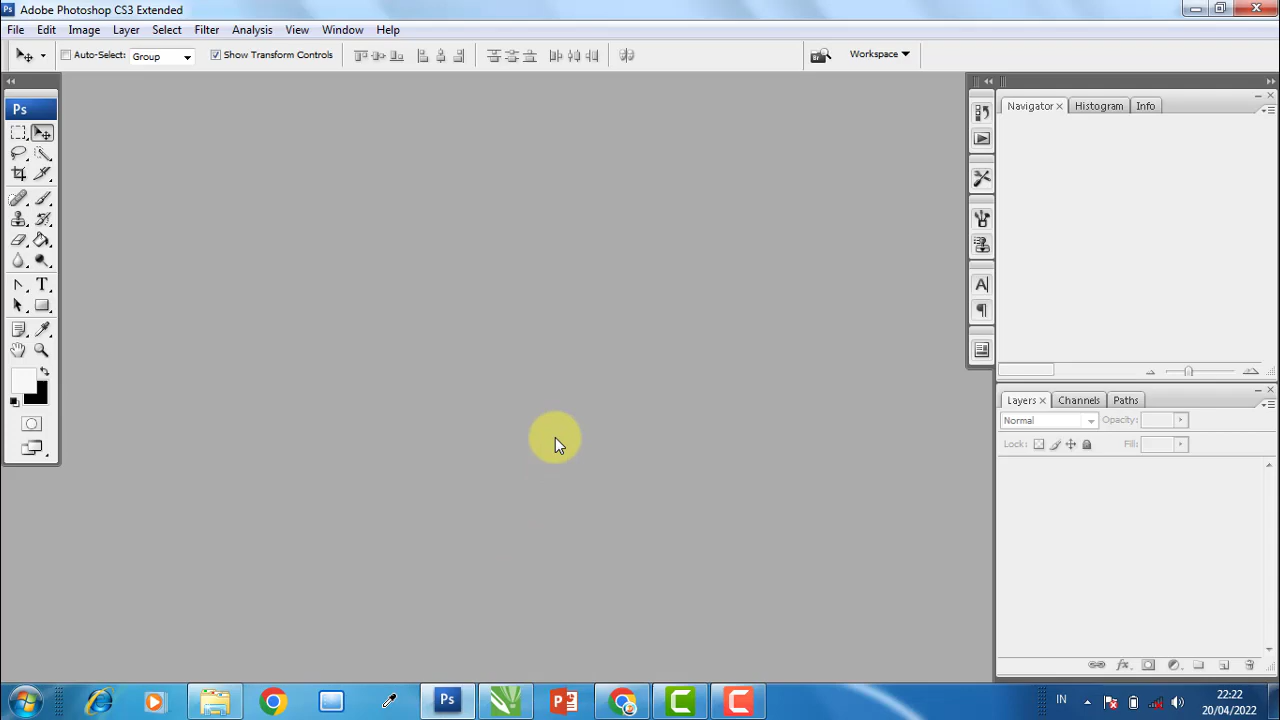 Adobe Photoshop CS3 Extended
File Edit Image Layer Select Filter Analysis View Window Help
Auto-Select: Group Show Transform Controls Workspace
Ps
Navigator Histogram Info
Layers Channels Paths
Normal Opacity:
Lock: Fill:
IN 22:22
20/04/2022